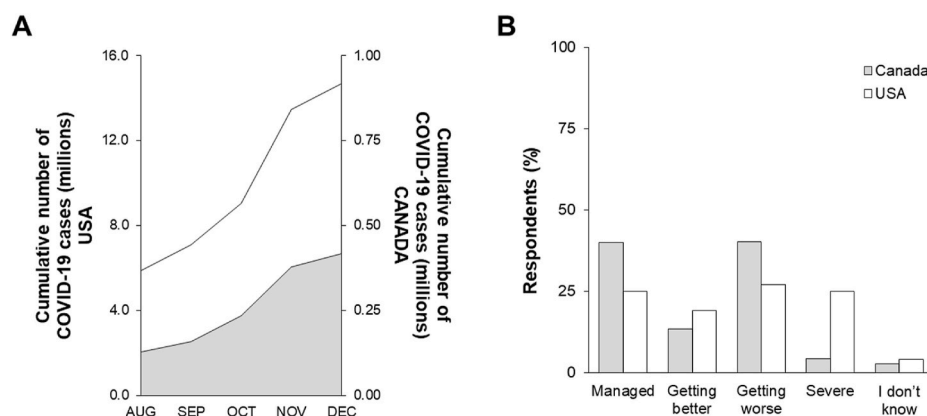 A
Cumulative number of
COVID-19 cases (millions)
USA
16.0
12.0
8.0
4.0
0.0
1.00
0.75
0.50
0.25
0.00
Cumulative number of
COVID-19 cases (millions)
CANADA
AUG SEP OCT NOV DEC
B
Respondents (%)
100
75
50
25
0
Canada
USA
Managed Getting Getting Severe I don't
better worse know